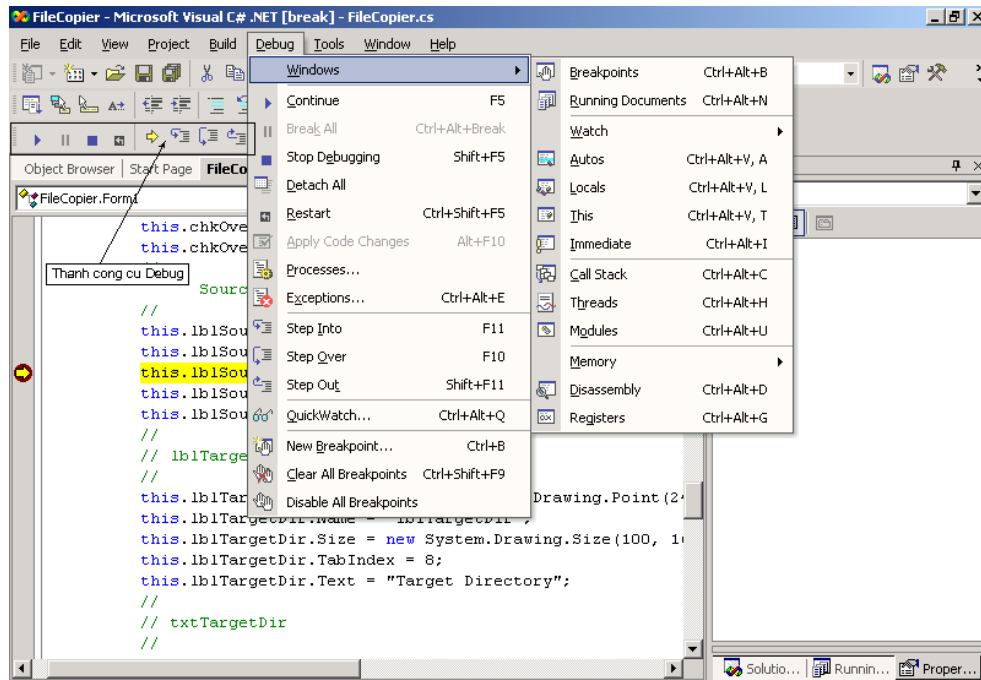 FileCopier - Microsoft Visual C# .NET [break] - FileCopier.cs
File Edit View Project Build Debug Tools Window Help
Windows
Continue F5
Break All Ctrl+Alt+Break
Stop Debugging Shift+F5
Detach All
Restart Ctrl+Shift+F5
Apply Code Changes Alt+F10
Processes...
Exceptions... Ctrl+Alt+E
Step Into F11
Step Over F10
Step Out Shift+F11
QuickWatch... Ctrl+Alt+Q
New Breakpoint... Ctrl+B
Clear All Breakpoints Ctrl+Shift+F9
Disable All Breakpoints
Breakpoints Ctrl+Alt+B
Running Documents Ctrl+Alt+N
Watch
Autos Ctrl+Alt+V, A
Locals Ctrl+Alt+V, L
This Ctrl+Alt+V, T
Immediate Ctrl+Alt+I
Call Stack Ctrl+Alt+C
Threads Ctrl+Alt+H
Modules Ctrl+Alt+U
Memory
Disassembly Ctrl+Alt+D
Registers Ctrl+Alt+G
Object Browser Start Page FileCo
FileCopier.Form1
this.chkOve
this.chkOve
Thanh cong cu Debug
Sourc
//
this.lblSou
this.lblSou
this.lblSou
this.lblSou
this.lblSou
//
// lblTarge
//
this.lblTar Drawing.Point(2
this.lblTargetDir.Name = "lblTargetDir";
this.lblTargetDir.Size = new System.Drawing.Size(100, 1
this.lblTargetDir.TabIndex = 8;
this.lblTargetDir.Text = "Target Directory";
//
// txtTargetDir
//
Solutio... Runnin... Proper...